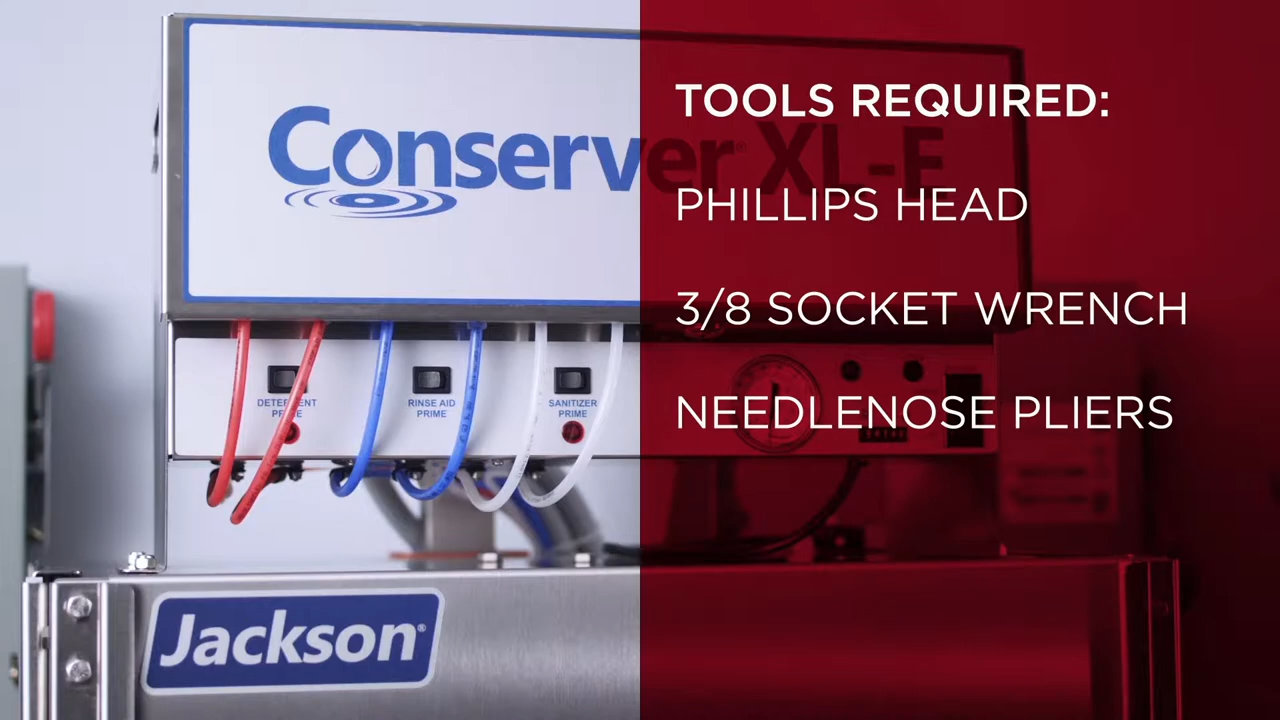 Conserver® XL-E
TOOLS REQUIRED:
PHILLIPS HEAD
3/8 SOCKET WRENCH
NEEDLENOSE PLIERS
DETERGENT
PRIME
RINSE AID
PRIME
SANITIZER
PRIME
Jackson®